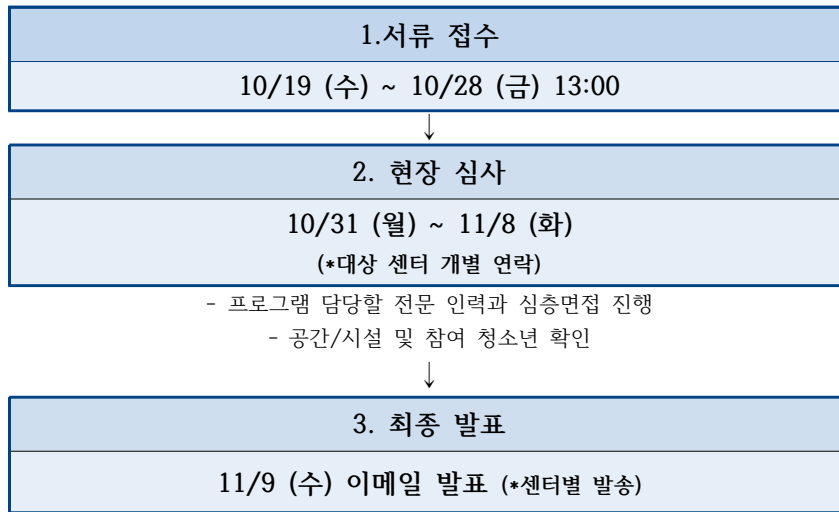 1.서류 접수
10/19 (수) ~ 10/28 (금) 13:00
↓
2. 현장 심사
10/31 (월) ~ 11/8 (화)
(*대상 센터 개별 연락)
- 프로그램 담당할 전문 인력과 심층면접 진행
- 공간/시설 및 참여 청소년 확인
↓
3. 최종 발표
11/9 (수) 이메일 발표 (*센터별 발송)